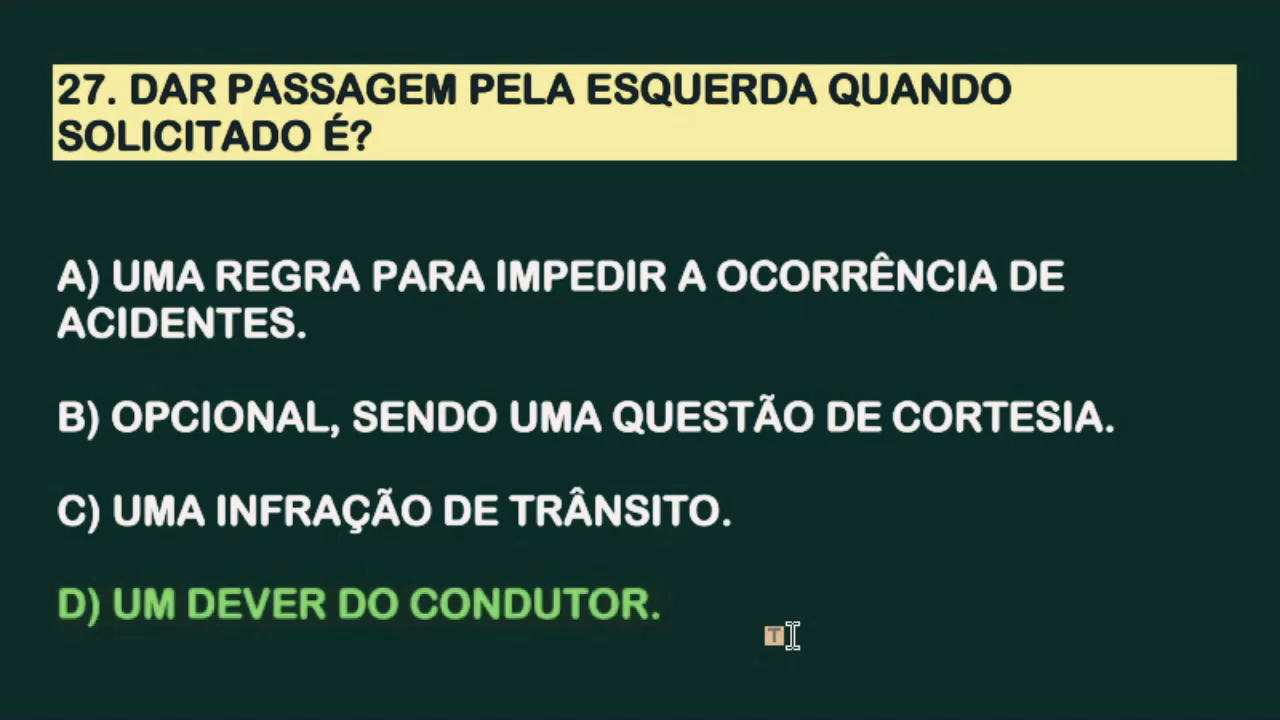 27. DAR PASSAGEM PELA ESQUERDA QUANDO
SOLICITADO É?
A) UMA REGRA PARA IMPEDIR A OCORRÊNCIA DE
ACIDENTES.
B) OPCIONAL, SENDO UMA QUESTÃO DE CORTESIA.
C) UMA INFRAÇÃO DE TRÂNSITO.
D) UM DEVER DO CONDUTOR.
T